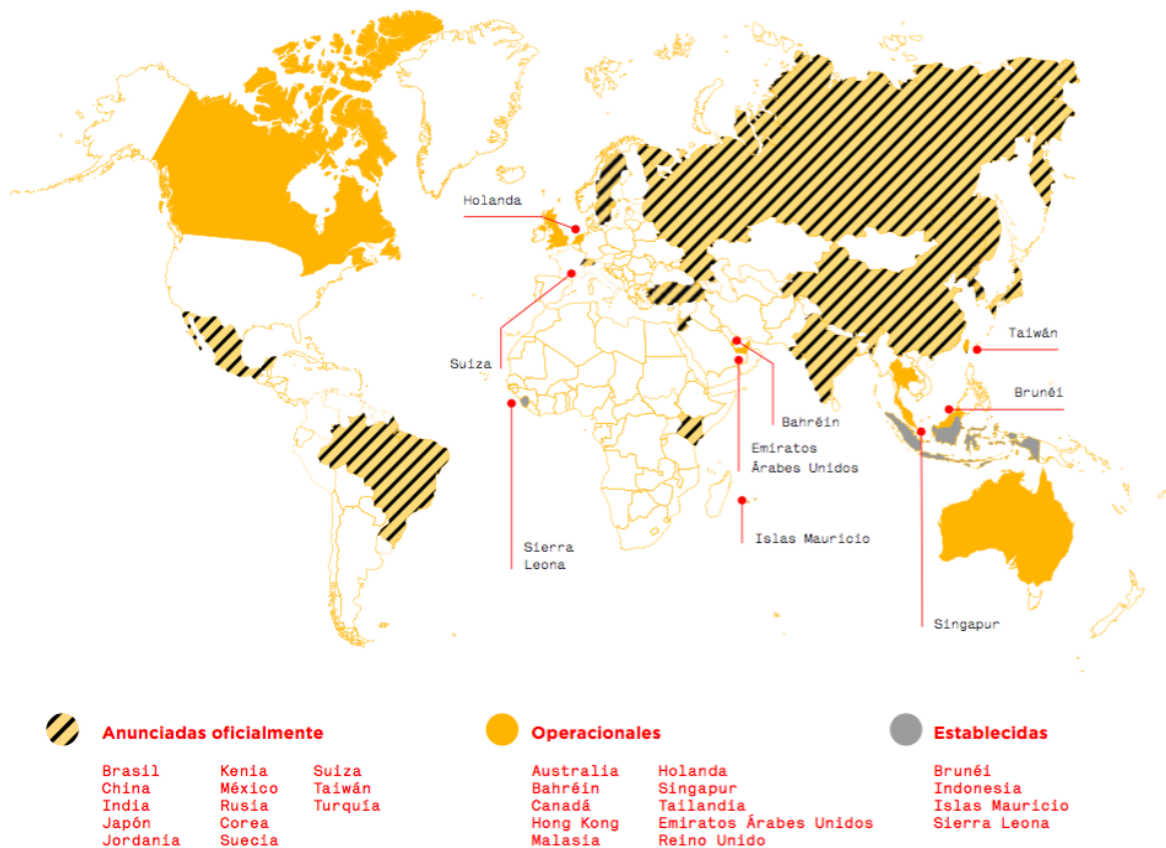 Holanda
Suiza
Taiwán
Brunéi
Bahréin
Emiratos
Árabes Unidos
Islas Mauricio
Sierra
Leona
Singapur
Anunciadas oficialmente
Brasil
China
India
Japón
Jordania
Kenia
México
Rusia
Corea
Suecia
Suiza
Taiwán
Turquía
Operacionales
Australia
Bahréin
Canadá
Hong Kong
Malasia
Holanda
Singapur
Tailandia
Emiratos Árabes Unidos
Reino Unido
Establecidas
Brunéi
Indonesia
Islas Mauricio
Sierra Leona